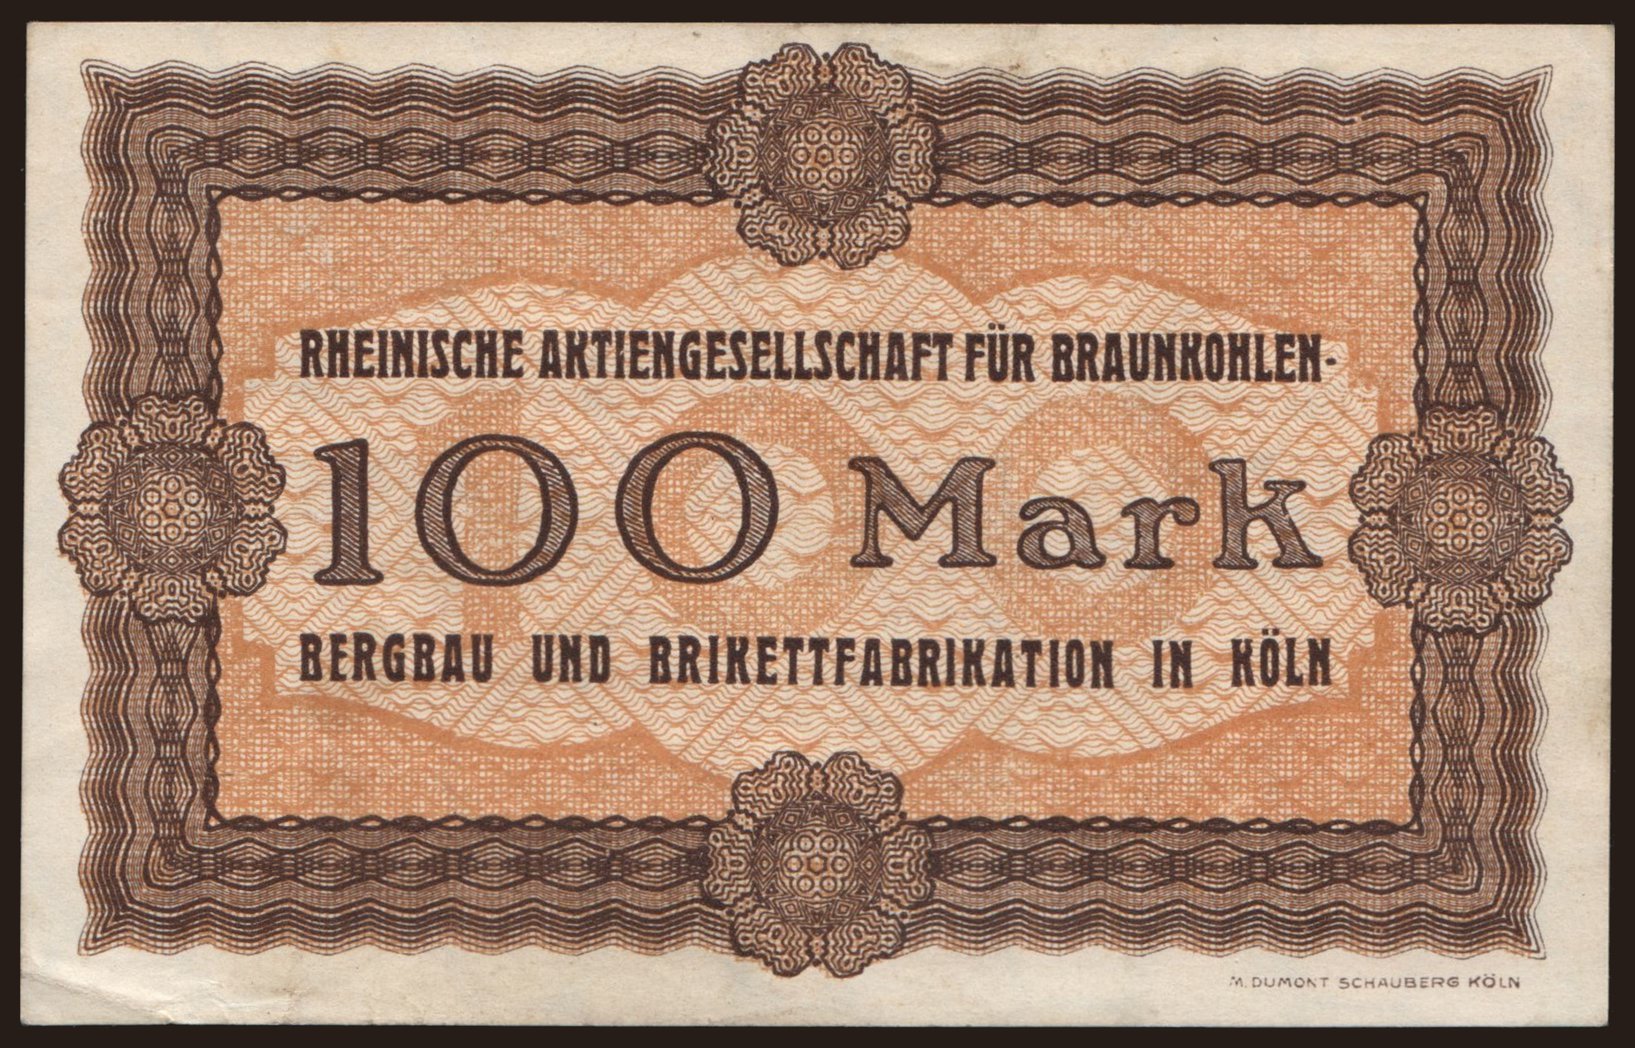 RHEINISCHE AKTIENGESELLSCHAFT FÜR BRAUNKOHLEN-
100 Mark
BERGBAU UND BRIKETTFABRIKATION IN KÖLN
M. DUMONT SCHAUBERG KÖLN